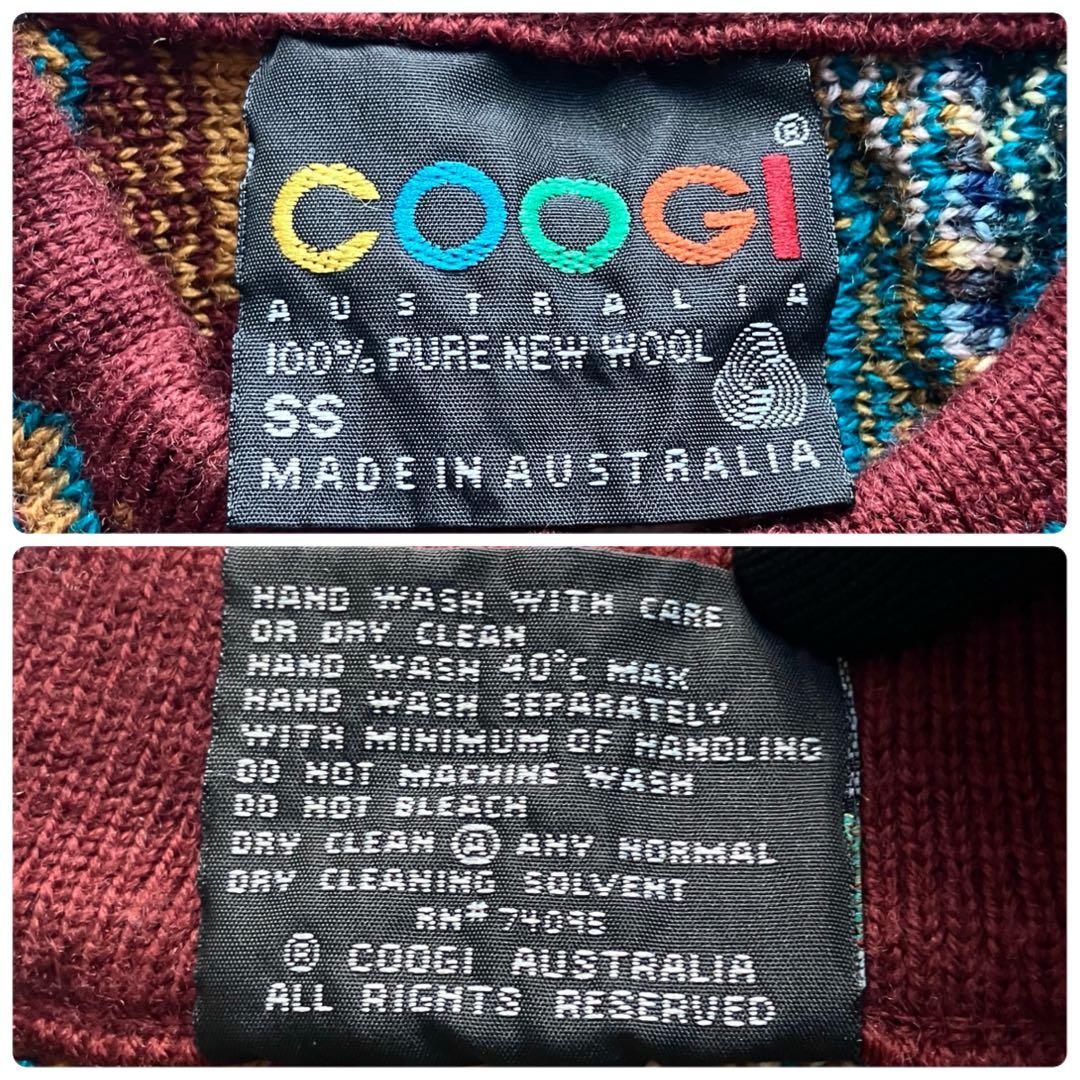 COOGI®
AUSTRALIA
100% PURE NEW WOOL
SS
MADE IN AUSTRALIA
HAND WASH WITH CARE
OR DRY CLEAN
HAND WASH 40°C MAX
HAND WASH SEPARATELY
WITH MINIMUM OF HANDLING
DO NOT MACHINE WASH
DO NOT BLEACH
DRY CLEAN Ⓐ ANY NORMAL
DRY CLEANING SOLVENT
RN# 74095
® COOGI AUSTRALIA
ALL RIGHTS RESERVED